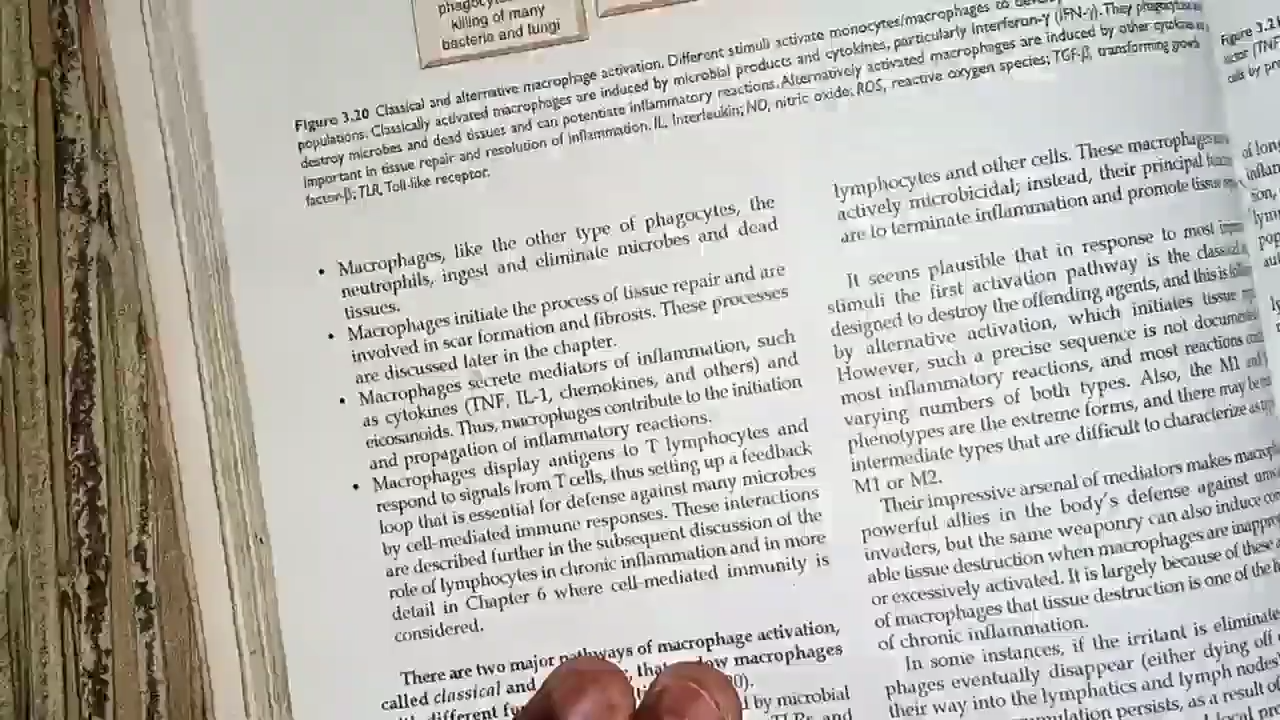 killing of many
bacteria and fungi
Figure 3.20 Classical and alternative macrophage activation. Different stimuli activate monocytes/macrophages to
populations. Classically activated macrophages are induced by microbial products and cytokines, particularly interferon-γ (IFN-γ). They
destroy microbes and dead tissues and can potentiate inflammatory reactions. Alternatively activated macrophages are induced by other
important in tissue repair and resolution of inflammation. IL, Interleukin; NO, nitric oxide; ROS, reactive oxygen species; TGF-β, transforming
factor-β; TLR, Toll-like receptor.
• Macrophages, like the other type of phagocytes, the
neutrophils, ingest and eliminate microbes and dead
tissues.
• Macrophages initiate the process of tissue repair and are
involved in scar formation and fibrosis. These processes
are discussed later in the chapter.
• Macrophages secrete mediators of inflammation, such
as cytokines (TNF, IL-1, chemokines, and others) and
eicosanoids. Thus, macrophages contribute to the initiation
and propagation of inflammatory reactions.
• Macrophages display antigens to T lymphocytes and
respond to signals from T cells, thus setting up a feedback
loop that is essential for defense against many microbes
by cell-mediated immune responses. These interactions
are described further in the subsequent discussion of the
role of lymphocytes in chronic inflammation and in more
detail in Chapter 6 where cell-mediated immunity is
considered.
There are two major pathways of macrophage activation,
called classical and macrophages
different
by microbial
and
lymphocytes and other cells. These macrophages
actively microbicidal; instead, their principal
are to terminate inflammation and promote tissue
It seems plausible that in response to most
stimuli the first activation pathway is the
designed to destroy the offending agents, and this is
by alternative activation, which initiates tissue
However, such a precise sequence is not
most inflammatory reactions, and most reactions
varying numbers of both types. Also, the M1 and
phenotypes are the extreme forms, and there may be
intermediate types that are difficult to characterize as
M1 or M2.
Their impressive arsenal of mediators makes
powerful allies in the body's defense against
invaders, but the same weaponry can also induce
able tissue destruction when macrophages are
or excessively activated. It is largely because of these
of macrophages that tissue destruction is one of the
of chronic inflammation.
In some instances, if the irritant is
phages eventually disappear (either dying off
their way into the lymphatics and lymph nodes
persists, as a result of
Figure
(TNF
cells by
of long